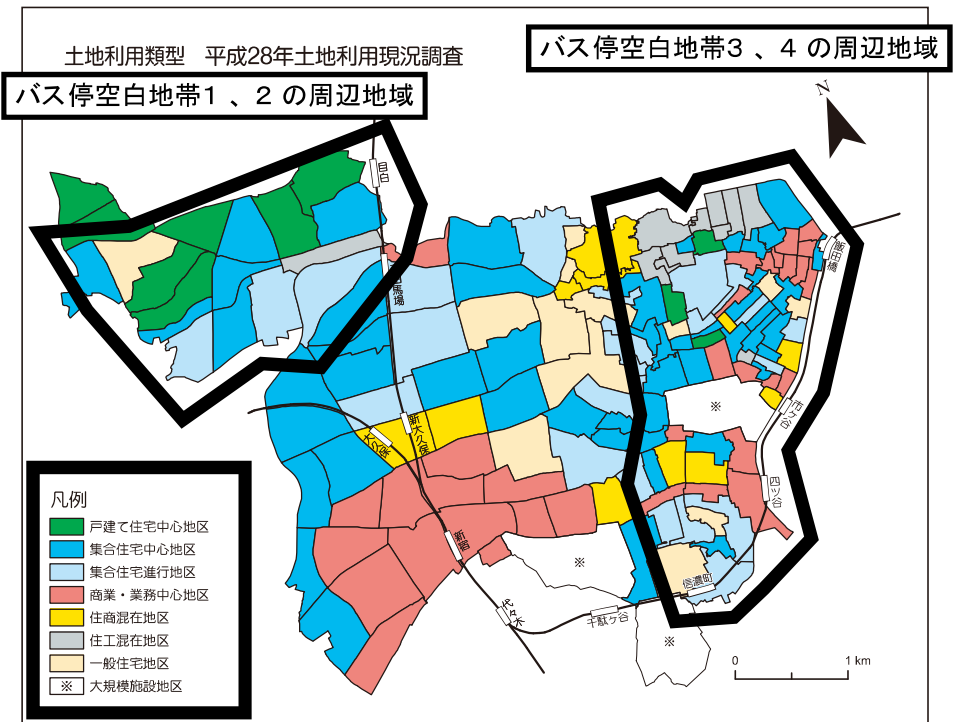 バス停空白地帯3、4の周辺地域
土地利用類型　平成28年土地利用現況調査
バス停空白地帯1、2の周辺地域
N
目白
飯田橋
馬場
市ケ谷
新大久保
大久保
四ツ谷
新宿
信濃町
代々木
千駄ケ谷
※
※
※
凡例
戸建て住宅中心地区
集合住宅中心地区
集合住宅進行地区
商業・業務中心地区
住商混在地区
住工混在地区
一般住宅地区
※ 大規模施設地区
0 1 km